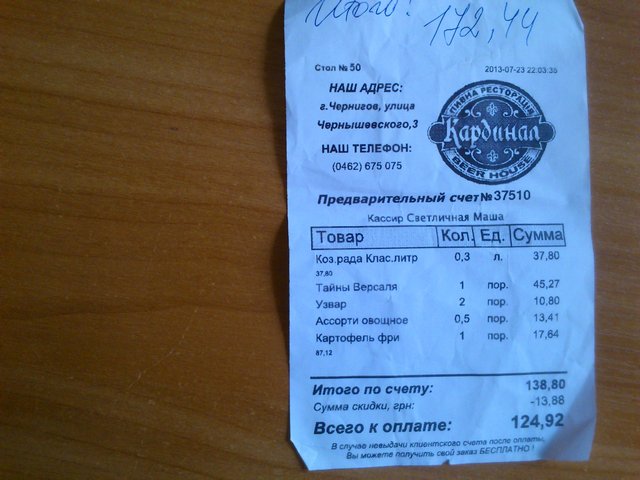 Итого! 172,44
Стол № 50 2013-07-23 22:03:35
НАШ АДРЕС:
г.Чернигов, улица
Чернышевского,3
НАШ ТЕЛЕФОН:
(0462) 675 075
ПИВНА РЕСТОРАЦІЯ
Кардинал
BEER HOUSE
Предварительный счет№37510
Кассир Светличная Маша
Товар Кол. Ед. Сумма
Коз.рада Клас.литр 0,3 л. 37,80
37,80
Тайны Версаля 1 пор. 45,27
Узвар 2 пор. 10,80
Ассорти овощное 0,5 пор. 13,41
Картофель фри 1 пор. 17,64
87,12
Итого по счету: 138,80
Сумма скидки, грн: -13,88
Всего к оплате: 124,92
В случае невыдачи клиентского счета после оплаты,
Вы можете получить свой заказ БЕСПЛАТНО !